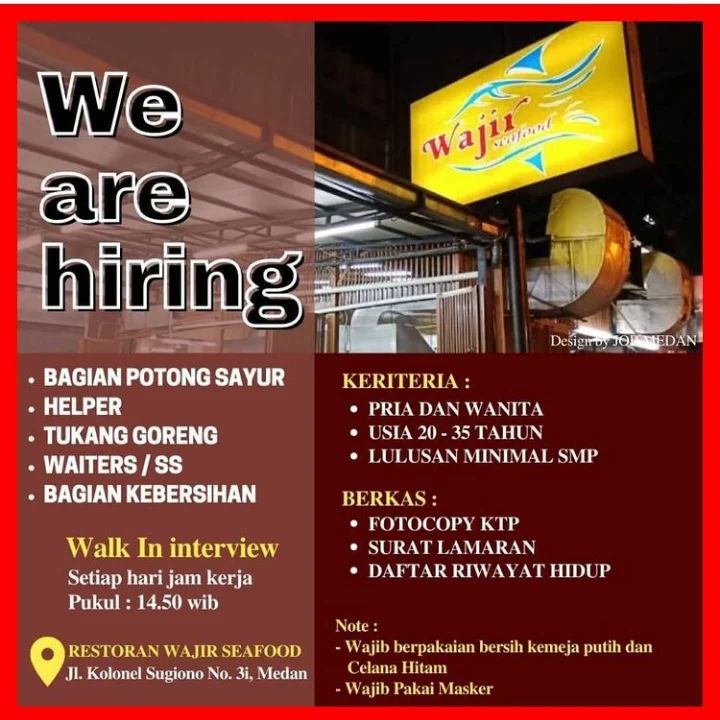 We
are
hiring
Wajir
seafood
Design by JOB MEDAN
• BAGIAN POTONG SAYUR
• HELPER
• TUKANG GORENG
• WAITERS / SS
• BAGIAN KEBERSIHAN
Walk In interview
Setiap hari jam kerja
Pukul : 14.50 wib
RESTORAN WAJIR SEAFOOD
Jl. Kolonel Sugiono No. 3i, Medan
KERITERIA :
• PRIA DAN WANITA
• USIA 20 - 35 TAHUN
• LULUSAN MINIMAL SMP
BERKAS :
• FOTOCOPY KTP
• SURAT LAMARAN
• DAFTAR RIWAYAT HIDUP
Note :
- Wajib berpakaian bersih kemeja putih dan
Celana Hitam
- Wajib Pakai Masker